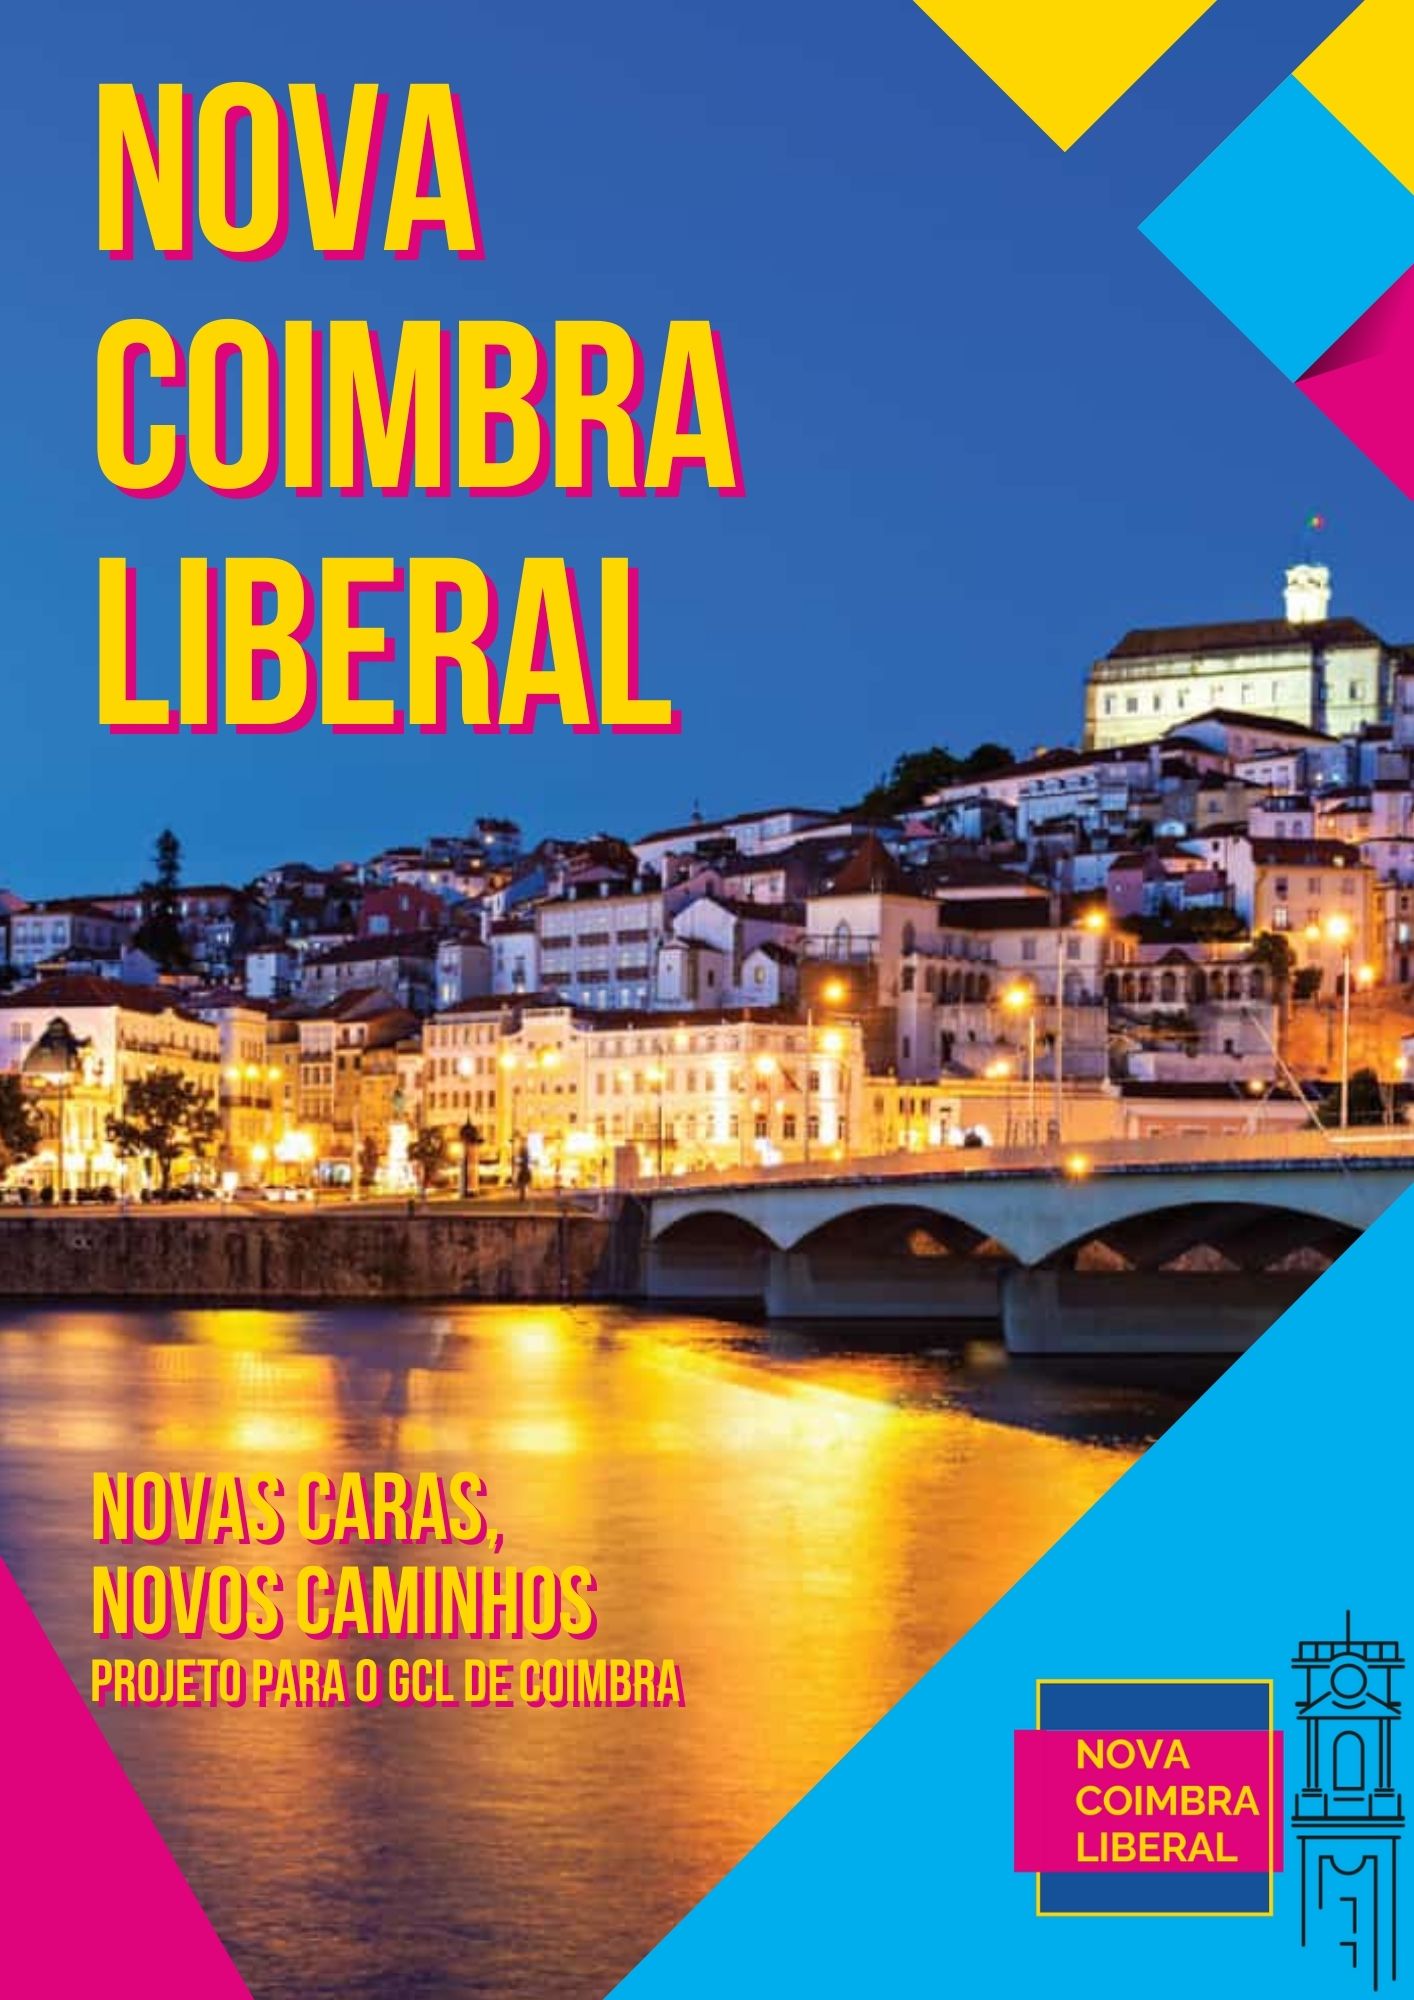 NOVA
COIMBRA
LIBERAL
NOVAS CARAS,
NOVOS CAMINHOS
PROJETO PARA O GCL DE COIMBRA
NOVA
COIMBRA
LIBERAL